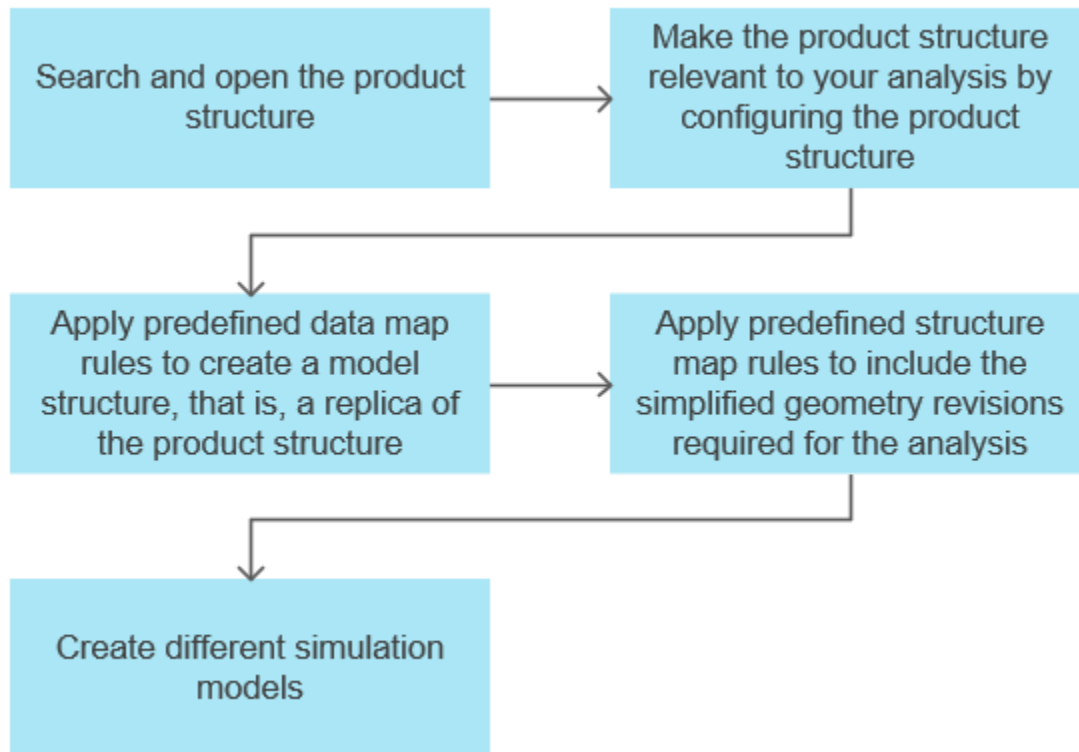 Search and open the product
structure
Make the product structure
relevant to your analysis by
configuring the product
structure
Apply predefined data map
rules to create a model
structure, that is, a replica of
the product structure
Apply predefined structure
map rules to include the
simplified geometry revisions
required for the analysis
Create different simulation
models